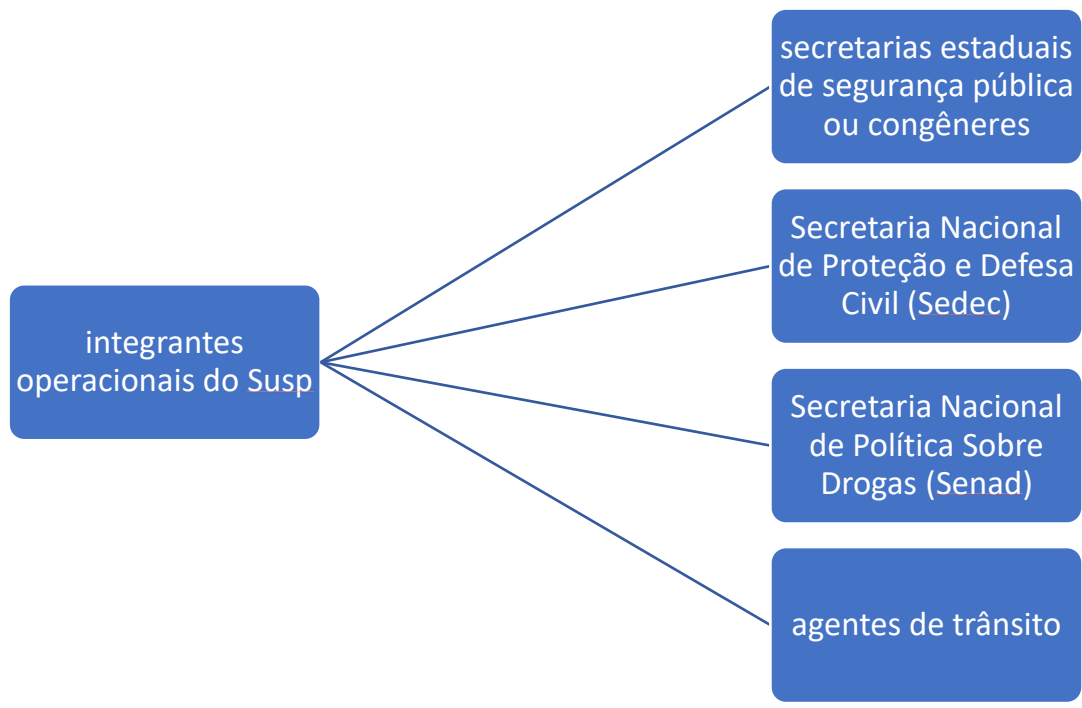 secretarias estaduais
de segurança pública
ou congêneres
Secretaria Nacional
de Proteção e Defesa
Civil (Sedec)
integrantes
operacionais do Susp
Secretaria Nacional
de Política Sobre
Drogas (Senad)
agentes de trânsito